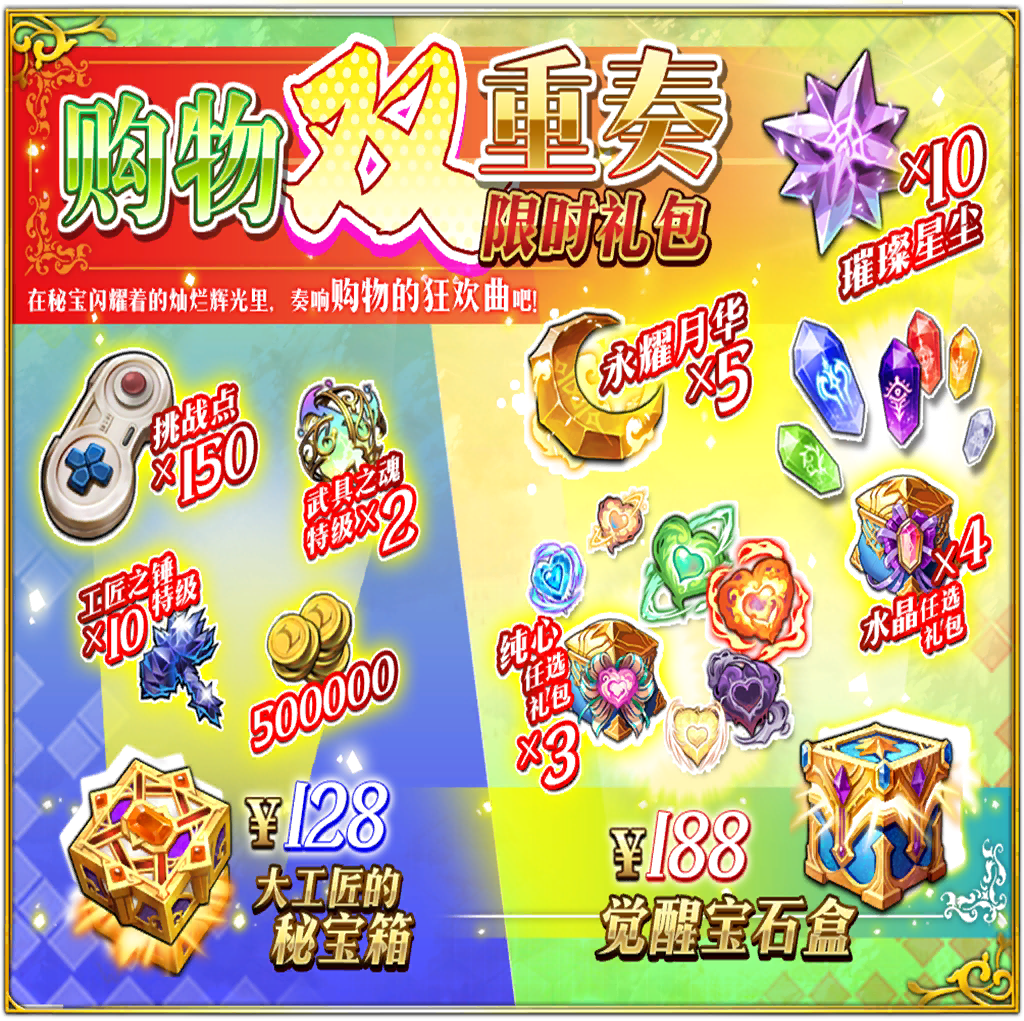 购物双重奏
限时礼包
在秘宝闪耀着的灿烂辉光里，奏响购物的狂欢曲吧！
×10
璀璨星尘
永耀月华
×5
挑战点
×150
武具之魂
特级×2
工匠之锤
特级
×10
500000
×4
水晶任选
礼包
纯心
任选
礼包
×3
¥128
大工匠的
秘宝箱
¥188
觉醒宝石盒